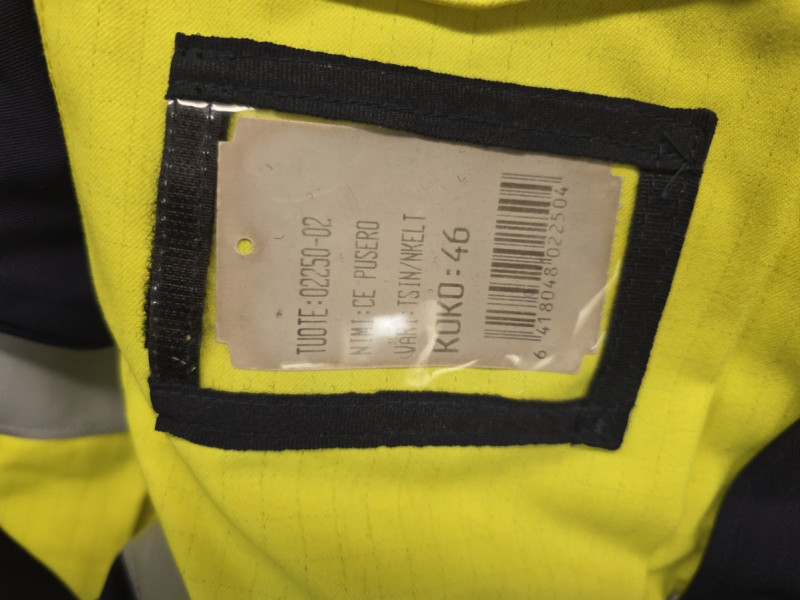 TUOTE:02250-02
NIMI:CE PUSERO
VÄRI:TSIN/NKELT
KOKO:46
6 418048 022504